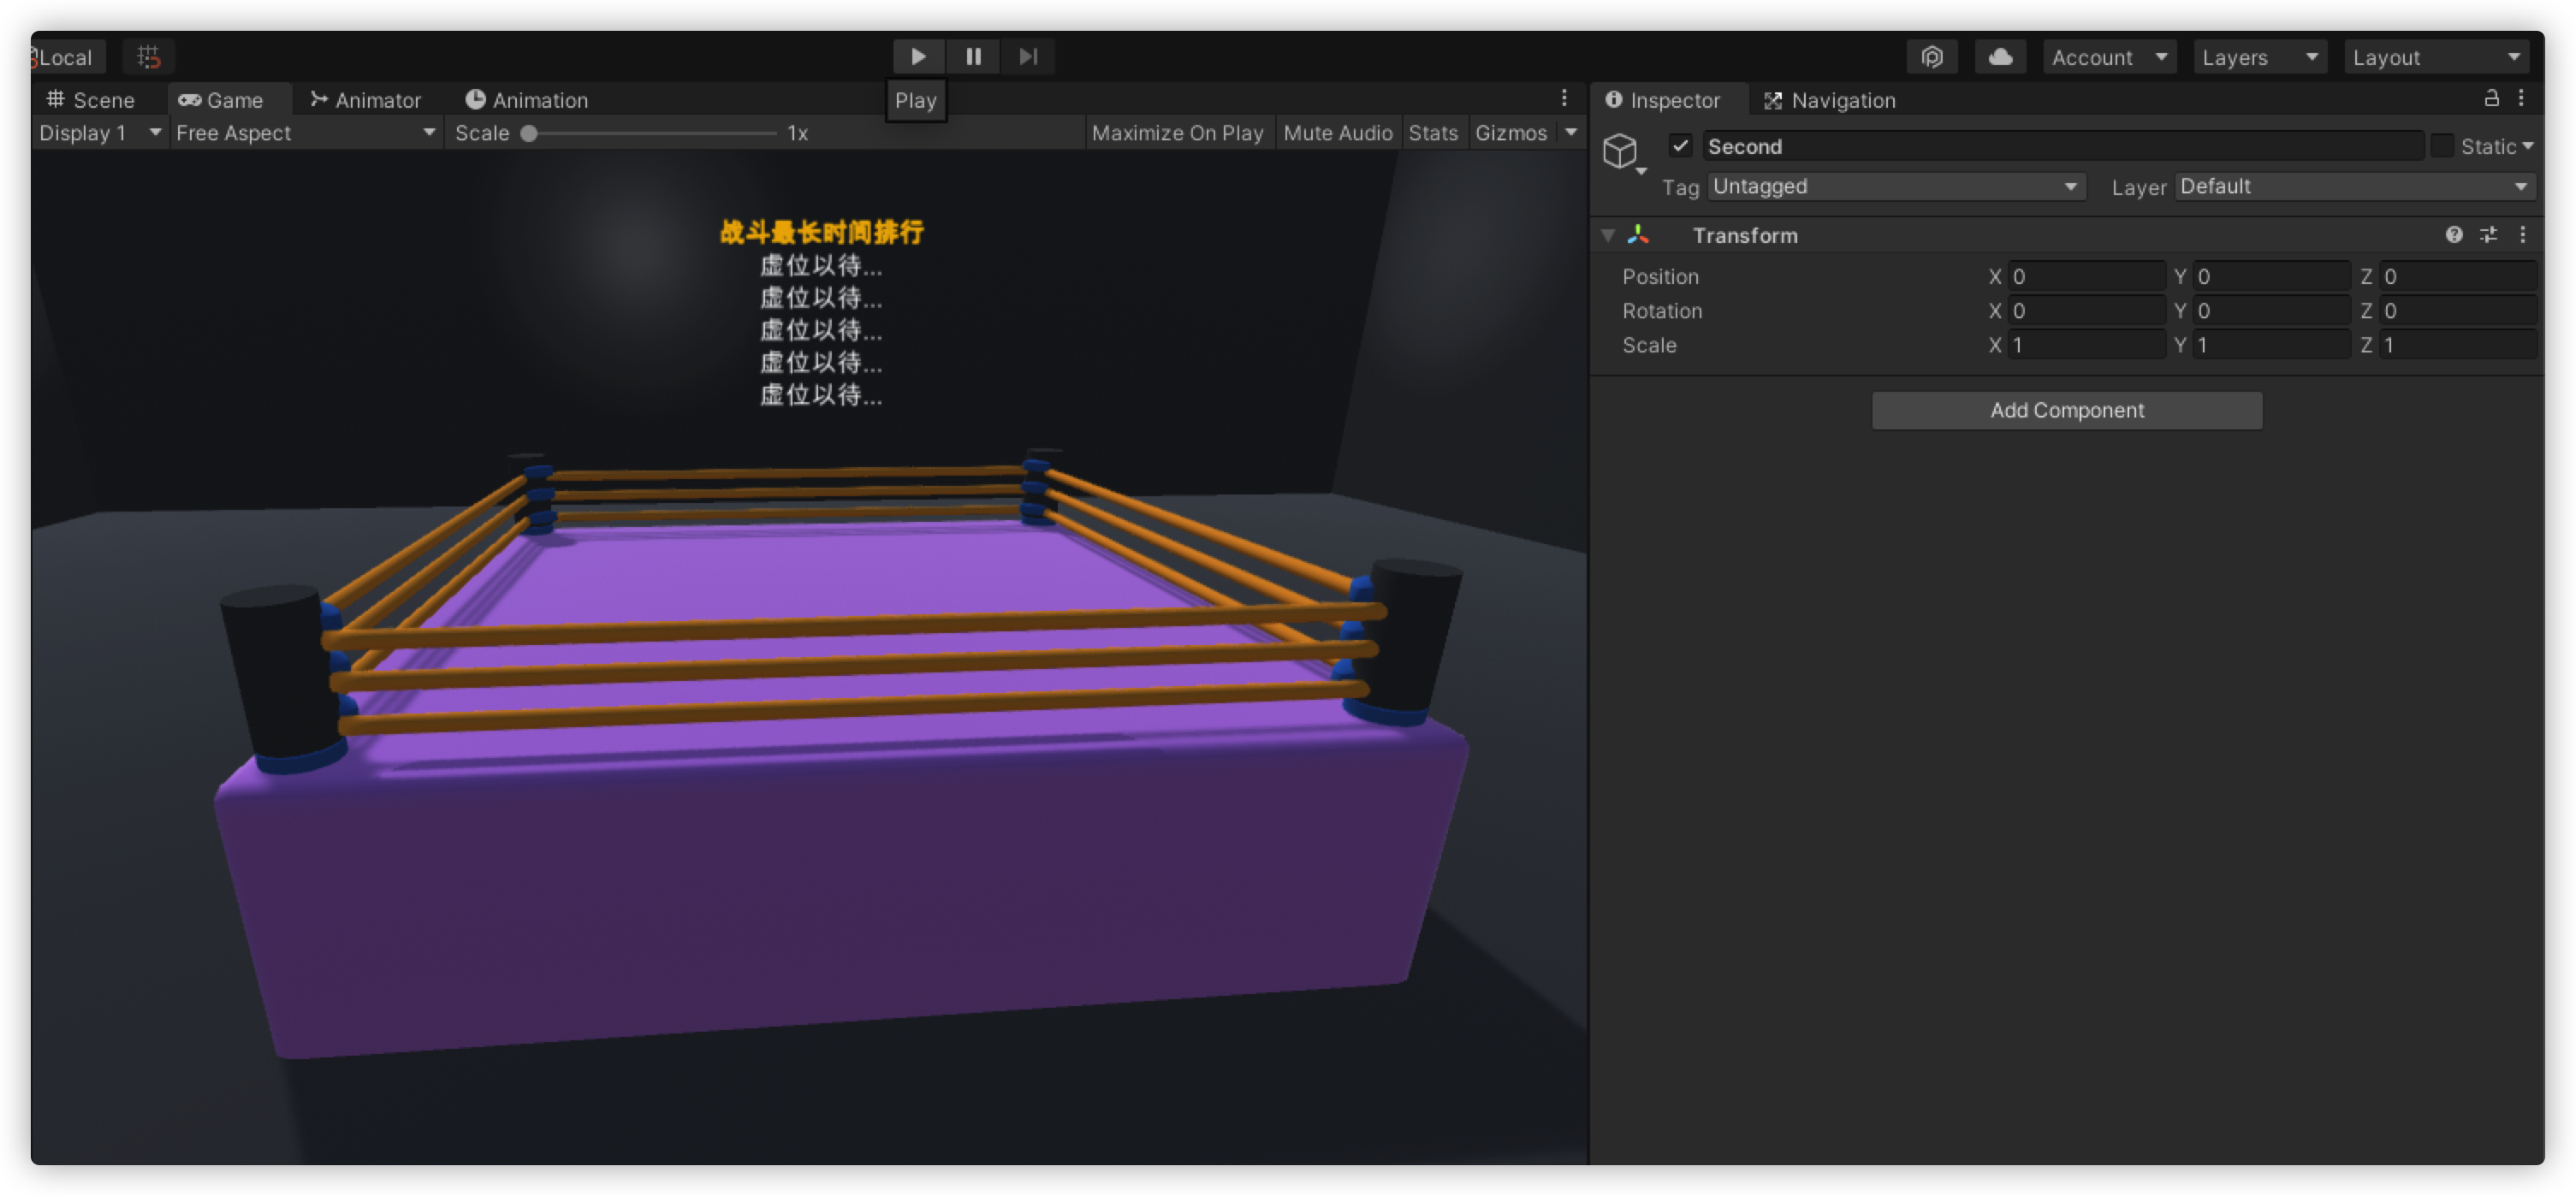 Local
Account
Layers
Layout
Scene
Game
Animator
Animation
Play
Display 1
Free Aspect
Scale
1x
Maximize On Play
Mute Audio
Stats
Gizmos
战斗最长时间排行
虚位以待...
虚位以待...
虚位以待...
虚位以待...
虚位以待...
Inspector
Navigation
Second
Static
Tag Untagged
Layer Default
Transform
Position X 0 Y 0 Z 0
Rotation X 0 Y 0 Z 0
Scale X 1 Y 1 Z 1
Add Component